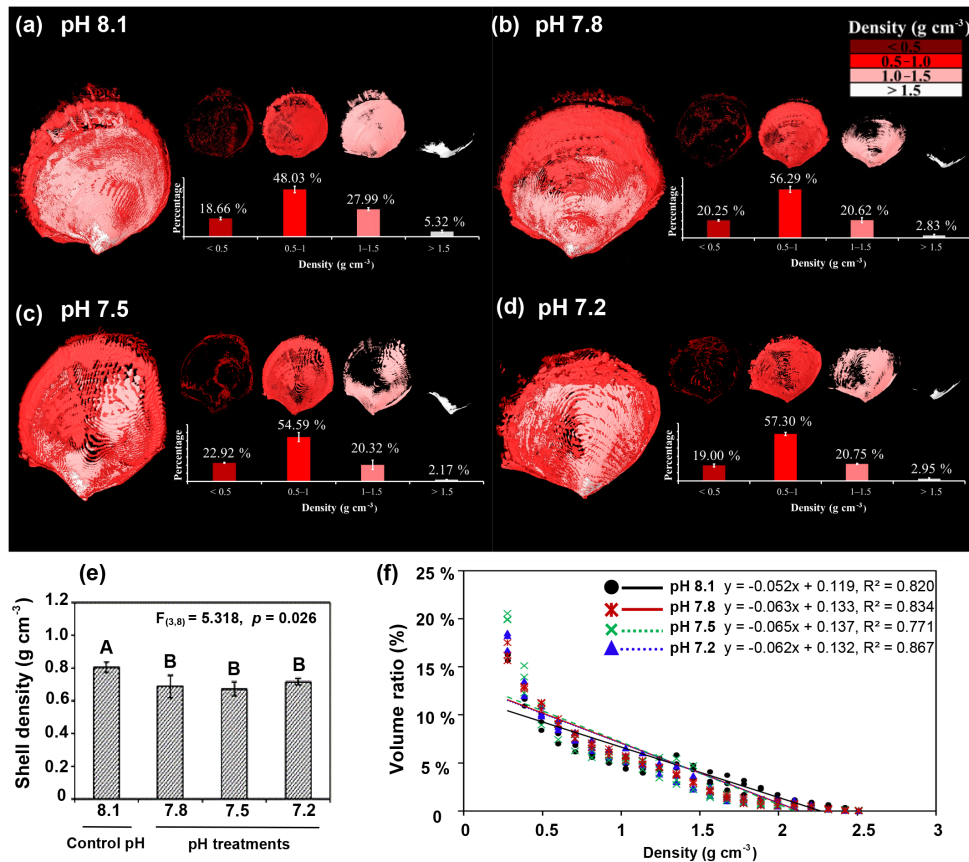 (a) pH 8.1
48.03 %
27.99 %
18.66 %
5.32 %
Percentage
< 0.5
0.5–1
1–1.5
> 1.5
Density (g cm⁻³)
(b) pH 7.8
Density (g cm⁻³)
< 0.5
0.5–1.0
1.0–1.5
> 1.5
56.29 %
20.25 %
20.62 %
2.83 %
Percentage
< 0.5
0.5–1
1–1.5
> 1.5
Density (g cm⁻³)
(c) pH 7.5
54.59 %
22.92 %
20.32 %
2.17 %
Percentage
< 0.5
0.5–1
1–1.5
> 1.5
Density (g cm⁻³)
(d) pH 7.2
57.30 %
19.00 %
20.75 %
2.95 %
Percentage
< 0.5
0.5–1
1–1.5
> 1.5
Density (g cm⁻³)
(e)
Shell density (g cm⁻³)
1.2
1.0
0.8
0.6
0.4
0.2
0
F(3,8) = 5.318, p = 0.026
A
B
B
B
8.1
7.8
7.5
7.2
Control pH
pH treatments
(f)
Volume ratio (%)
25 %
20%
15%
10%
5 %
0
pH 8.1 y = -0.052x + 0.119, R² = 0.820
pH 7.8 y = -0.063x + 0.133, R² = 0.834
pH 7.5 y = -0.065x + 0.137, R² = 0.771
pH 7.2 y = -0.062x + 0.132, R² = 0.867
0
0.5
1
1.5
2
2.5
3
Density (g cm⁻³)